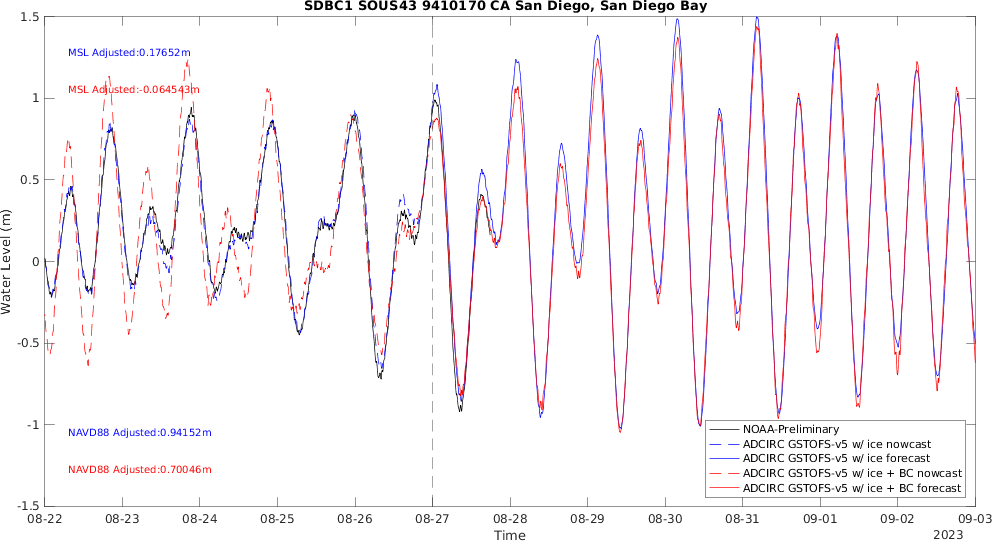 SDBC1 SOUS43 9410170 CA San Diego, San Diego Bay
MSL Adjusted:0.17652m
MSL Adjusted:-0.064543m
NAVD88 Adjusted:0.94152m
NAVD88 Adjusted:0.70046m
Water Level (m)
1.5
1
0.5
0
-0.5
-1
-1.5
NOAA-Preliminary
ADCIRC GSTOFS-v5 w/ ice nowcast
ADCIRC GSTOFS-v5 w/ ice forecast
ADCIRC GSTOFS-v5 w/ ice + BC nowcast
ADCIRC GSTOFS-v5 w/ ice + BC forecast
08-22 08-23 08-24 08-25 08-26 08-27 08-28 08-29 08-30 08-31 09-01 09-02 09-03
Time
2023